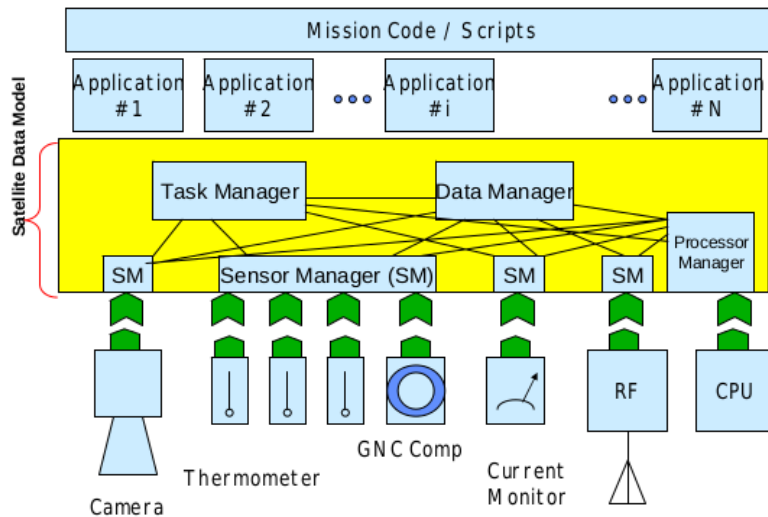 Mission Code / Scripts
Application
#1
Application
#2
Application
#i
Application
#N
Satellite Data Model
Task Manager
Data Manager
Processor
Manager
SM
Sensor Manager (SM)
SM
SM
RF
CPU
GNC Comp
Thermometer
Current
Monitor
Camera